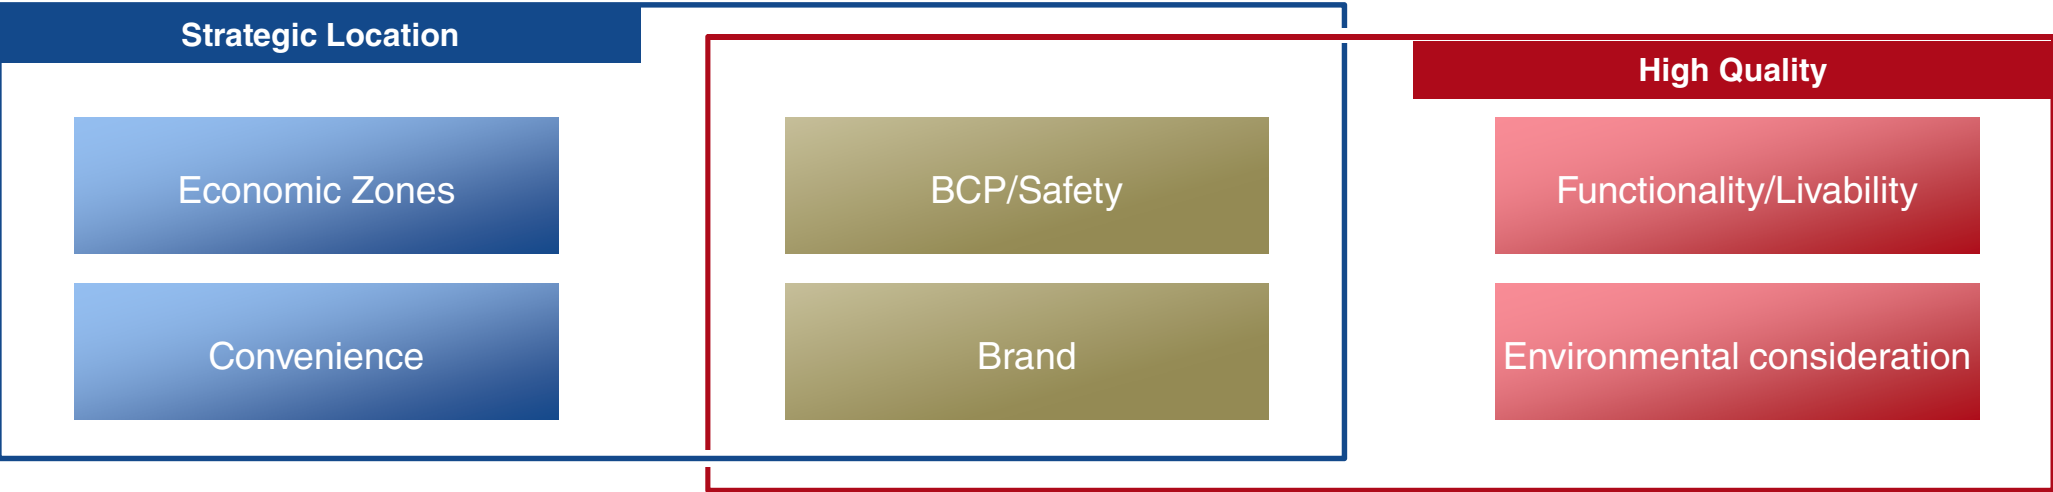 Strategic Location
High Quality
Economic Zones
BCP/Safety
Functionality/Livability
Convenience
Brand
Environmental consideration